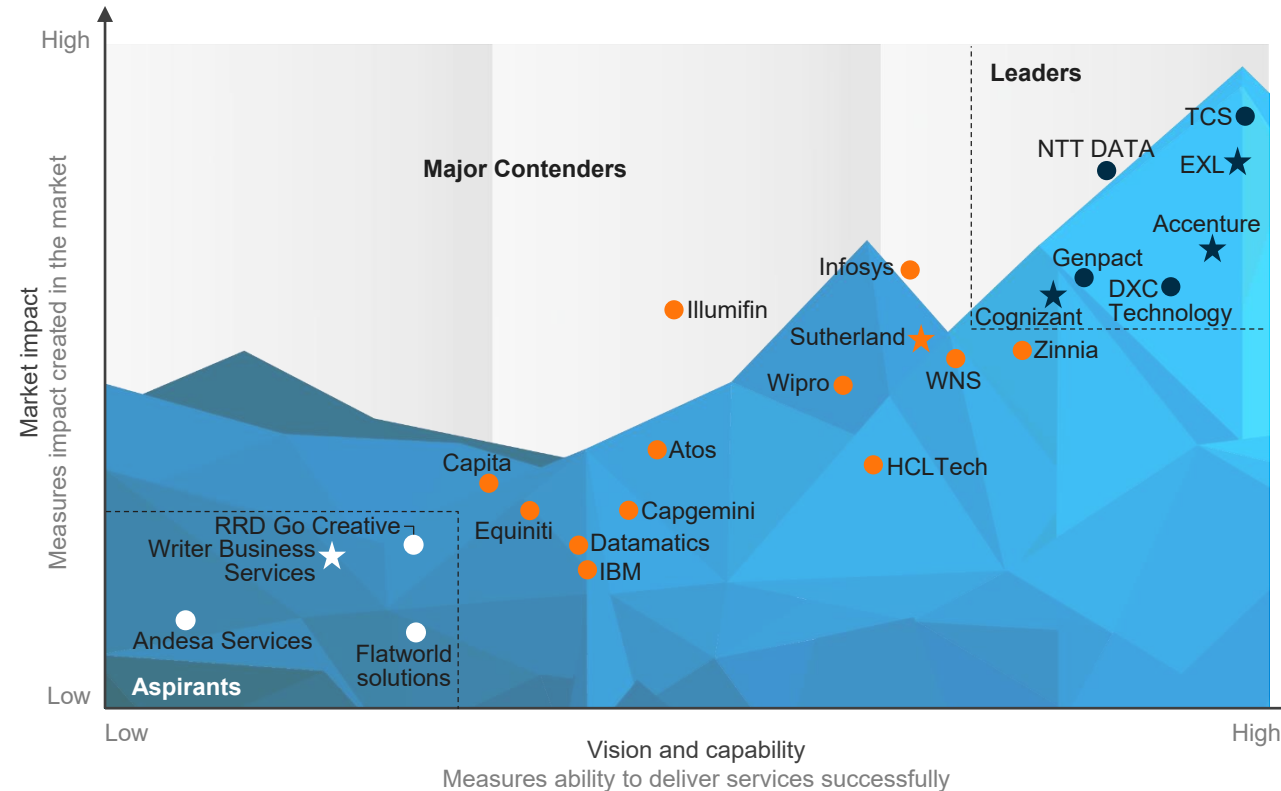 High
Leaders
TCS
NTT DATA
EXL
Major Contenders
Accenture
Genpact
Infosys
DXC
Technology
Illumifin
Cognizant
Sutherland
Zinnia
WNS
Wipro
Market impact
Measures impact created in the market
Atos
Capita
HCLTech
Capgemini
RRD Go Creative
Equiniti
Writer Business
Services
Datamatics
IBM
Andesa Services
Flatworld
solutions
Aspirants
Low
Low
High
Vision and capability
Measures ability to deliver services successfully